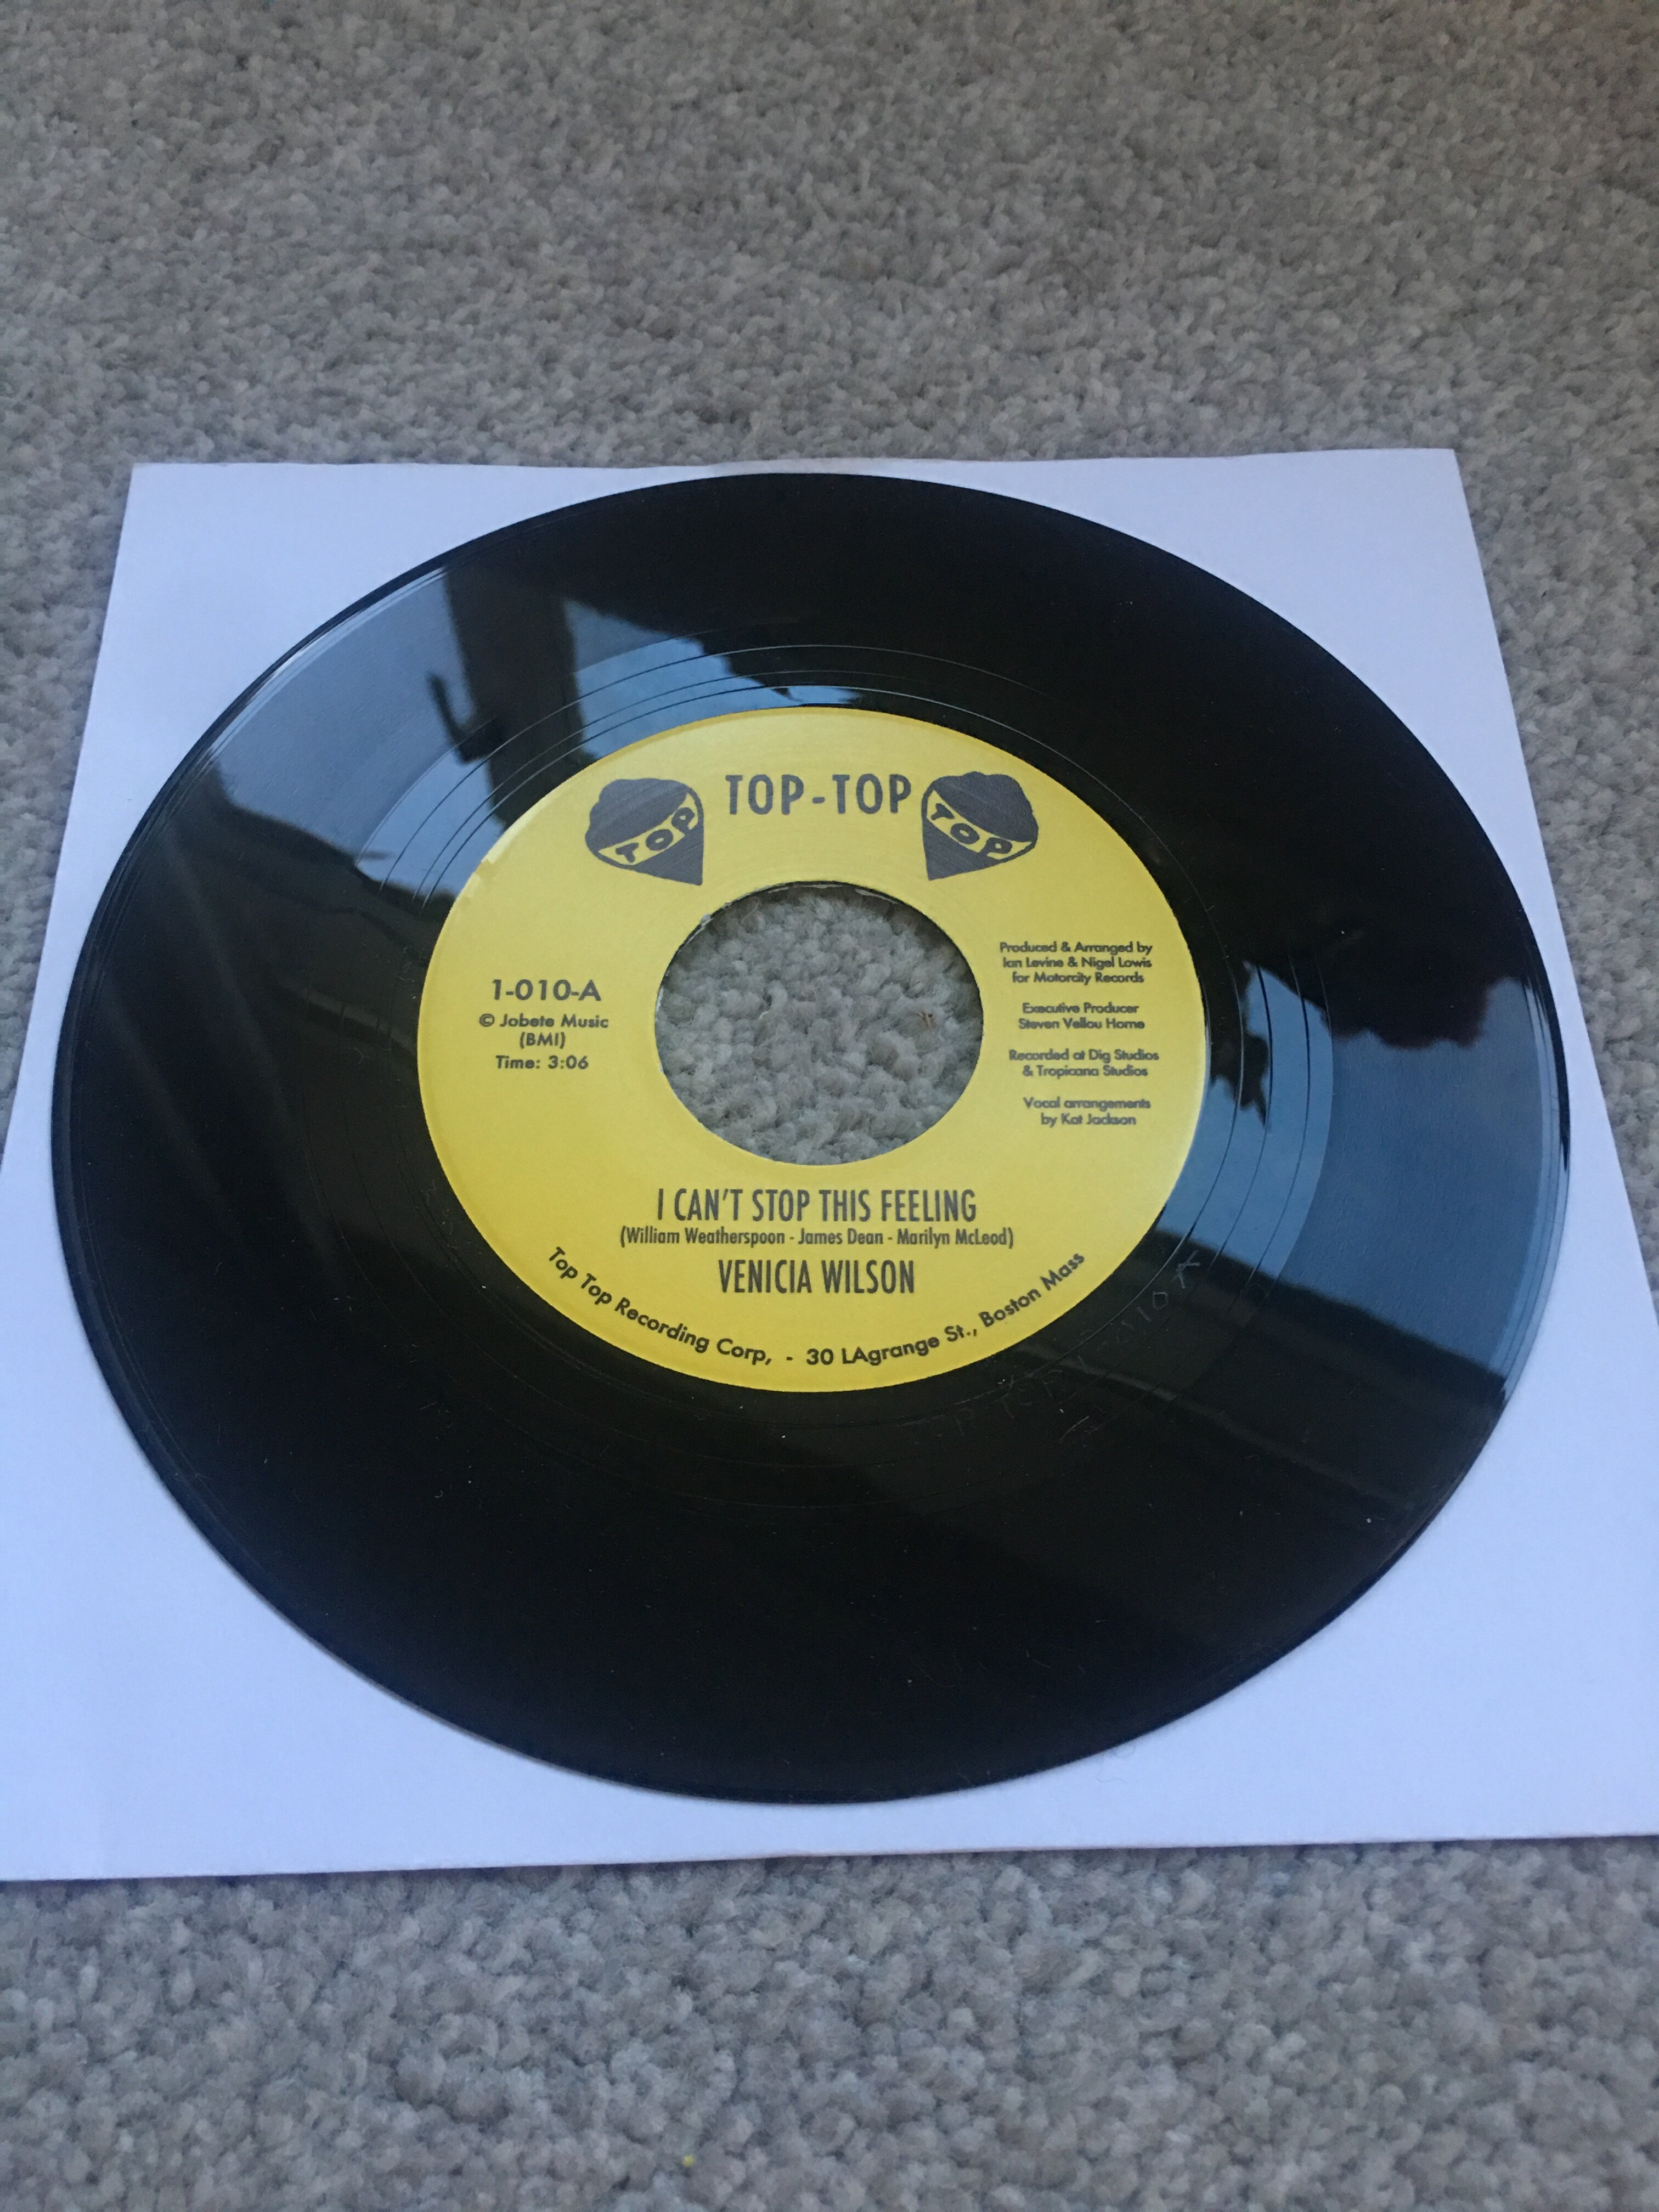 TOP-TOP
TOP
TOP
1-010-A
© Jobete Music
(BMI)
Time: 3:06
Produced & Arranged by
Ian Levine & Nigel Lowis
for Motorcity Records
Executive Producer
Steven Vellou Home
Recorded at Dig Studios
& Tropicana Studios
Vocal arrangements
by Kat Jackson
I CAN'T STOP THIS FEELING
(William Weatherspoon - James Dean - Marilyn McLeod)
VENICIA WILSON
Top Top Recording Corp, - 30 LAgrange St., Boston Mass